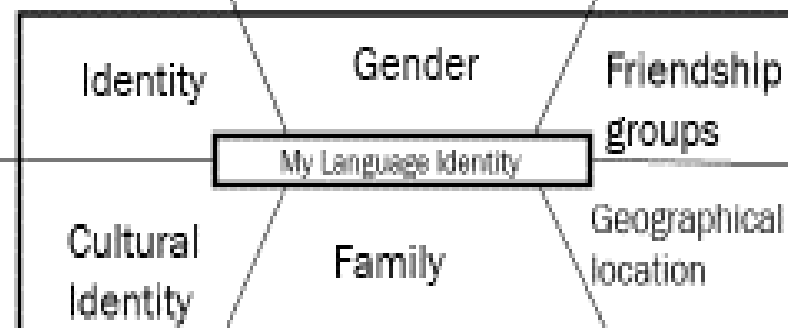 Identity
Gender
Friendship
groups
My Language Identity
Cultural
Identity
Family
Geographical
location